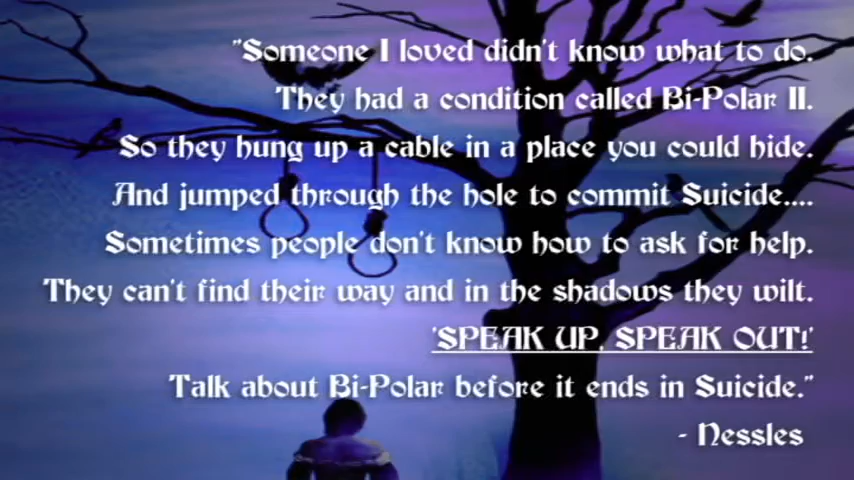 "Someone I loved didn't know what to do.
They had a condition called Bi-Polar II.
So they hung up a cable in a place you could hide.
And jumped through the hole to commit Suicide....
Sometimes people don't know how to ask for help.
They can't find their way and in the shadows they wilt.
'SPEAK UP, SPEAK OUT!'
Talk about Bi-Polar before it ends in Suicide."
- Nessles